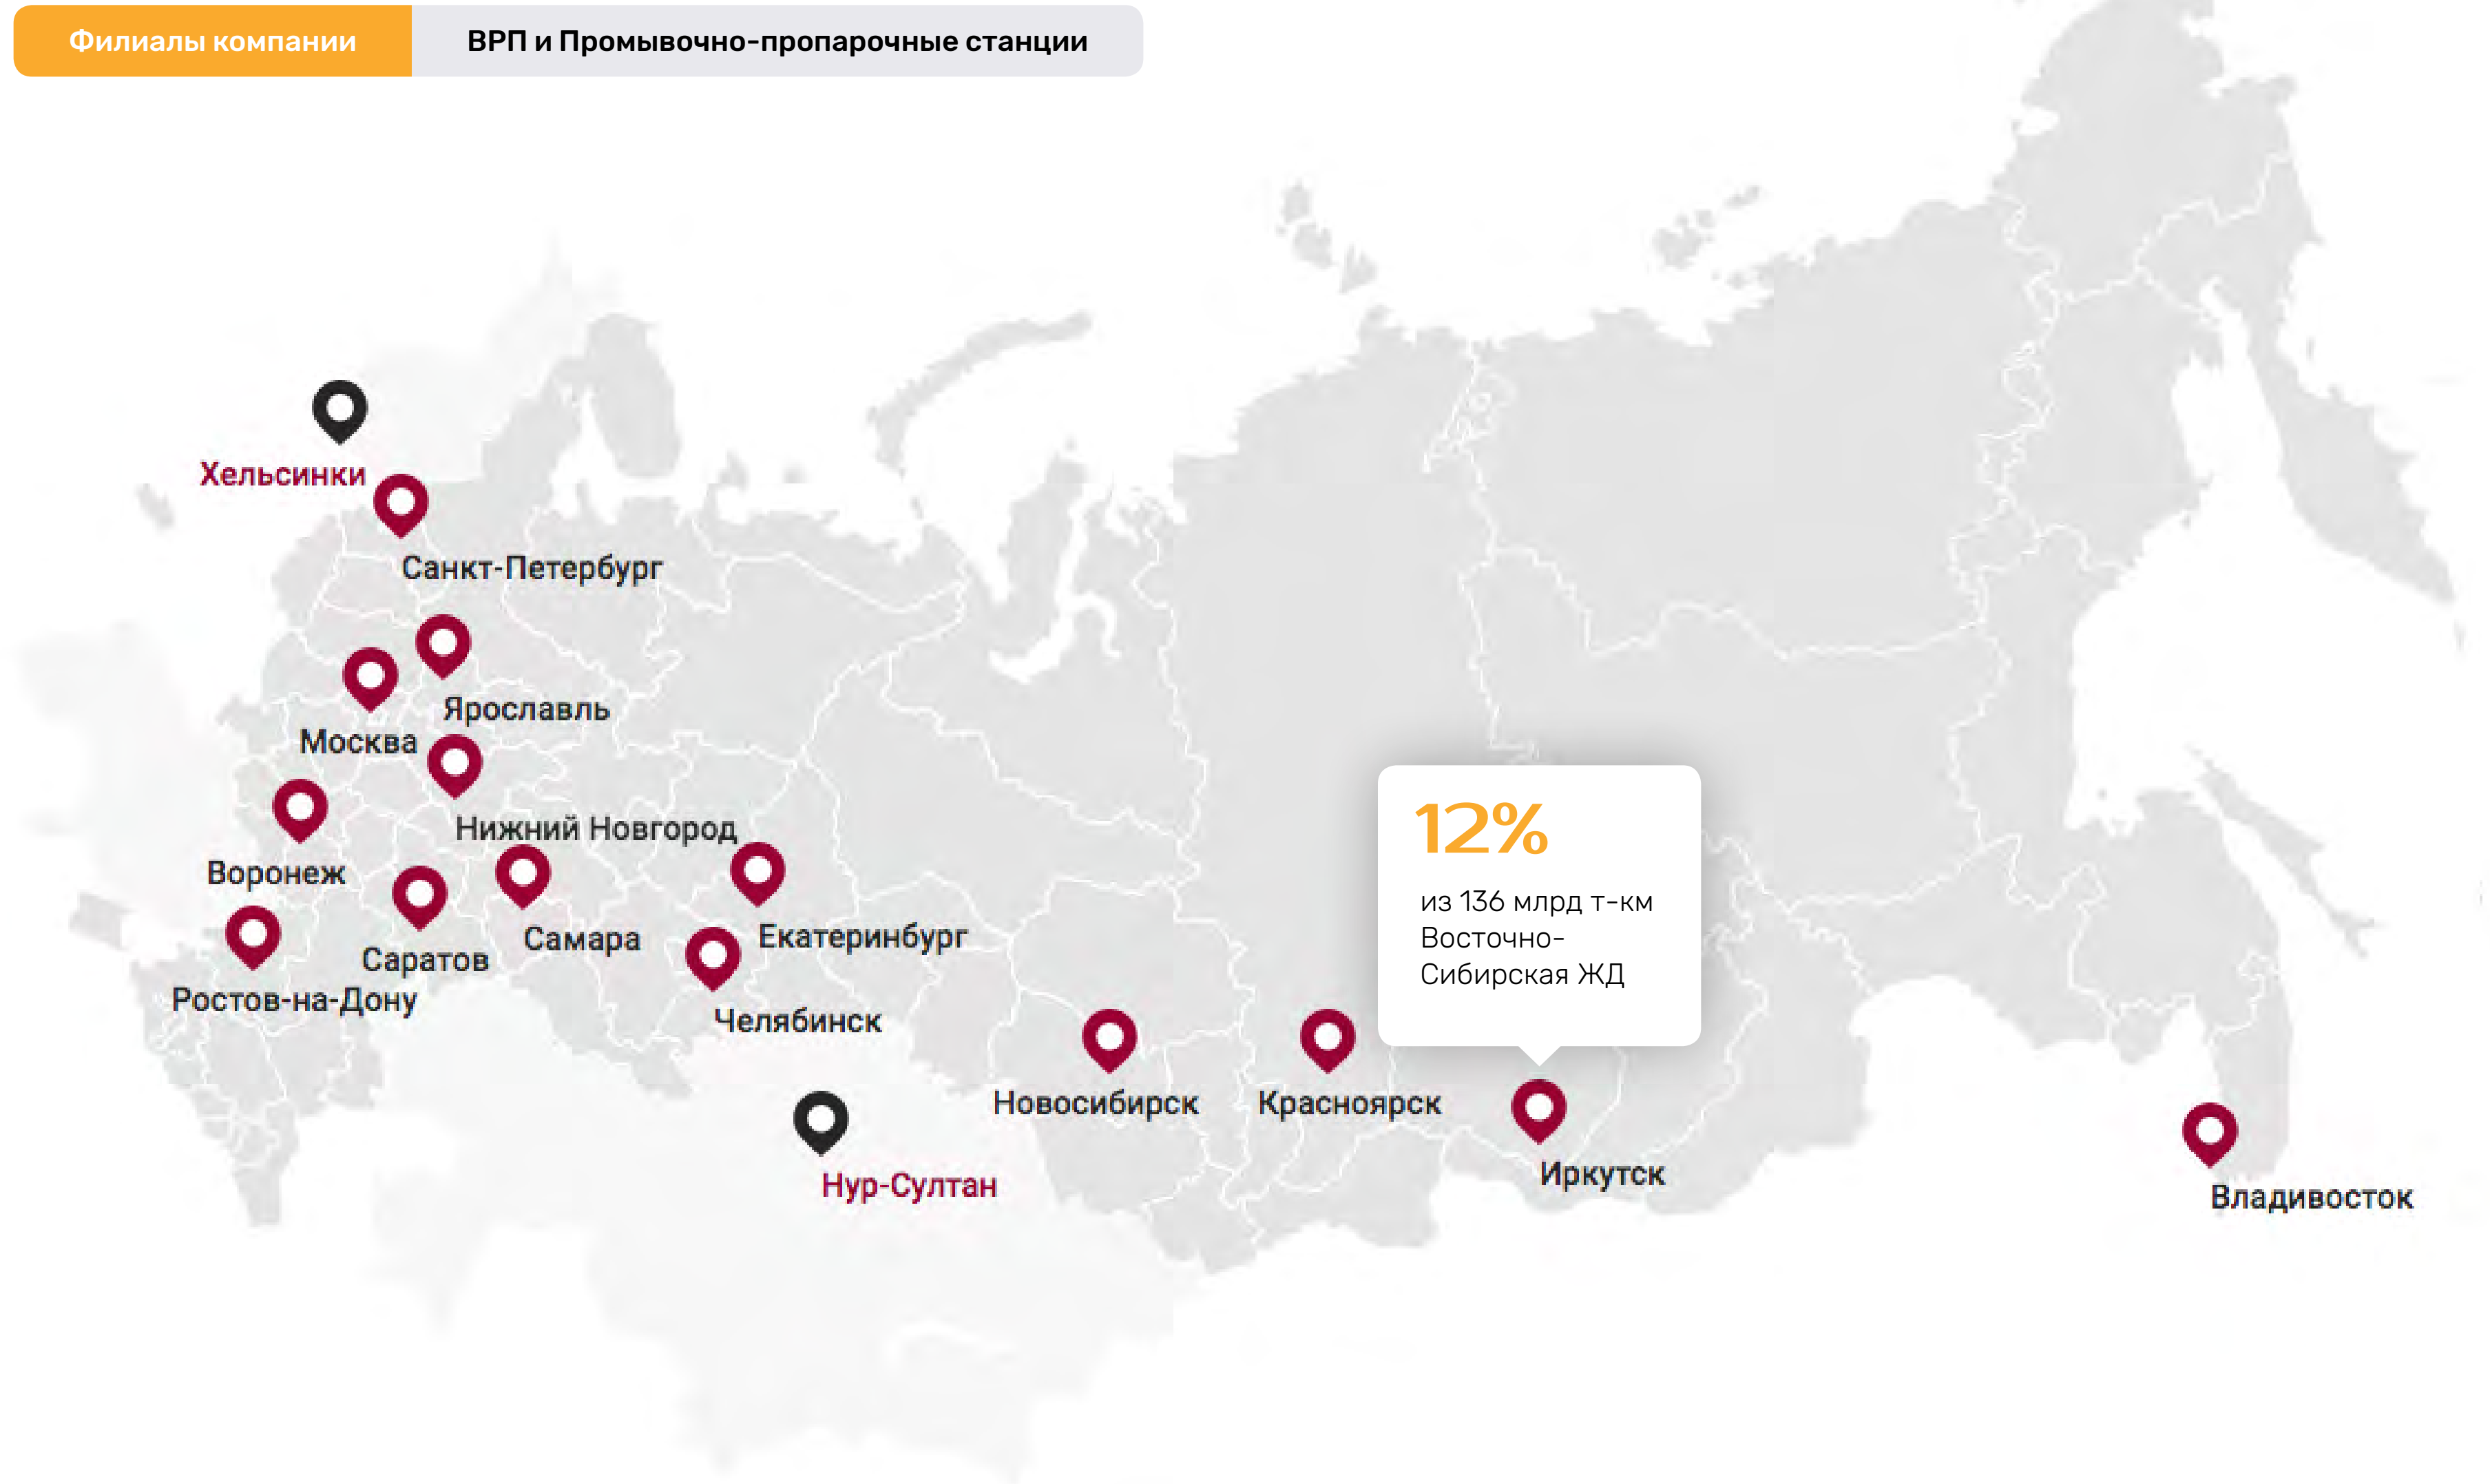 Филиалы компании
ВРП и Промывочно-пропарочные станции
Хельсинки
Санкт-Петербург
Ярославль
Москва
Нижний Новгород
Воронеж
Самара
Екатеринбург
Саратов
Ростов-на-Дону
Челябинск
12%
из 136 млрд т-км
Восточно-
Сибирская ЖД
Новосибирск
Красноярск
Иркутск
Нур-Султан
Владивосток